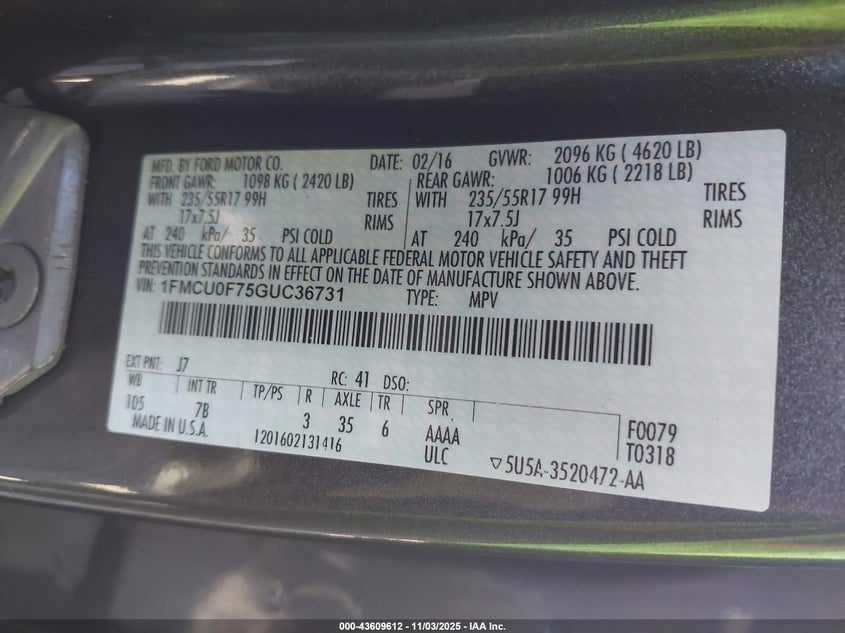 MFD. BY FORD MOTOR CO. DATE: 02/16 GVWR: 2096 KG ( 4620 LB)
FRONT GAWR: 1098 KG ( 2420 LB) REAR GAWR: 1006 KG ( 2218 LB)
WITH 235/55R17 99H TIRES WITH 235/55R17 99H TIRES
17x7.5J RIMS 17x7.5J RIMS
AT 240 kPa/ 35 PSI COLD AT 240 kPa/ 35 PSI COLD
THIS VEHICLE CONFORMS TO ALL APPLICABLE FEDERAL MOTOR VEHICLE SAFETY AND THEFT
PREVENTION STANDARDS IN EFFECT ON THE DATE OF MANUFACTURE SHOWN ABOVE.
VIN: 1FMCU0F75GUC36731 TYPE: MPV
EXT PNT: J7 RC: 41 DSO:
WB INT TR TP/PS R AXLE TR SPR
105 7B 3 35 6 AAAA F0079
MADE IN U.S.A. 1201602131416 ULC T0318
▽5U5A-3520472-AA
000-43609612 - 11/03/2025 - IAA Inc.